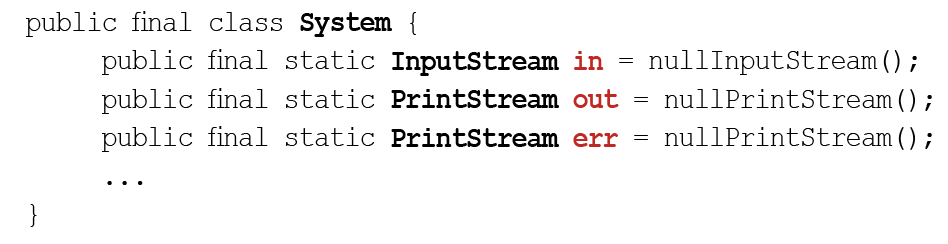 public final class System {
public final static InputStream in = nullInputStream();
public final static PrintStream out = nullPrintStream();
public final static PrintStream err = nullPrintStream();
...
}